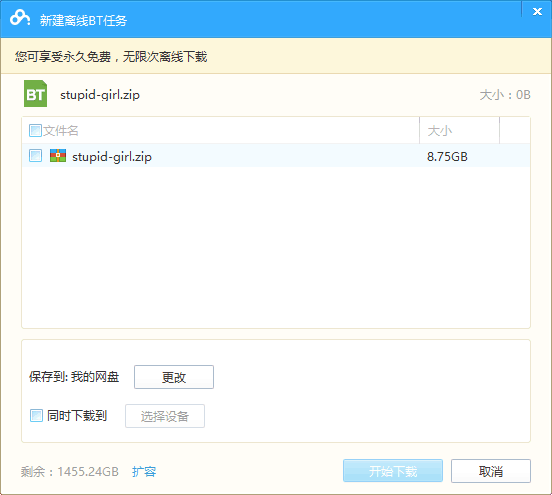 新建离线BT任务
您可享受永久免费，无限次离线下载
BT stupid-girl.zip 大小：0B
文件名 大小
stupid-girl.zip 8.75GB
保存到: 我的网盘 更改
同时下载到 选择设备
剩余：1455.24GB 扩容 开始下载 取消